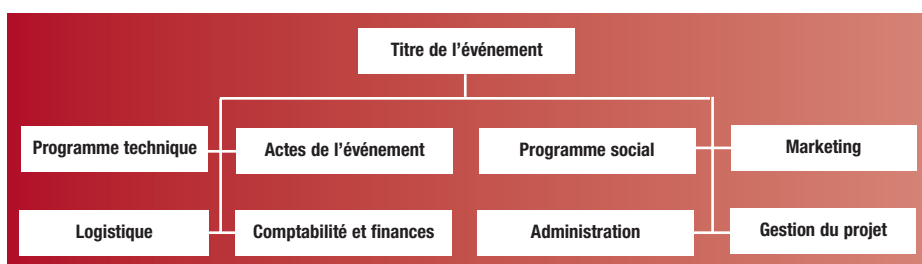 Titre de l'événement
Programme technique
Actes de l'événement
Programme social
Marketing
Logistique
Comptabilité et finances
Administration
Gestion du projet